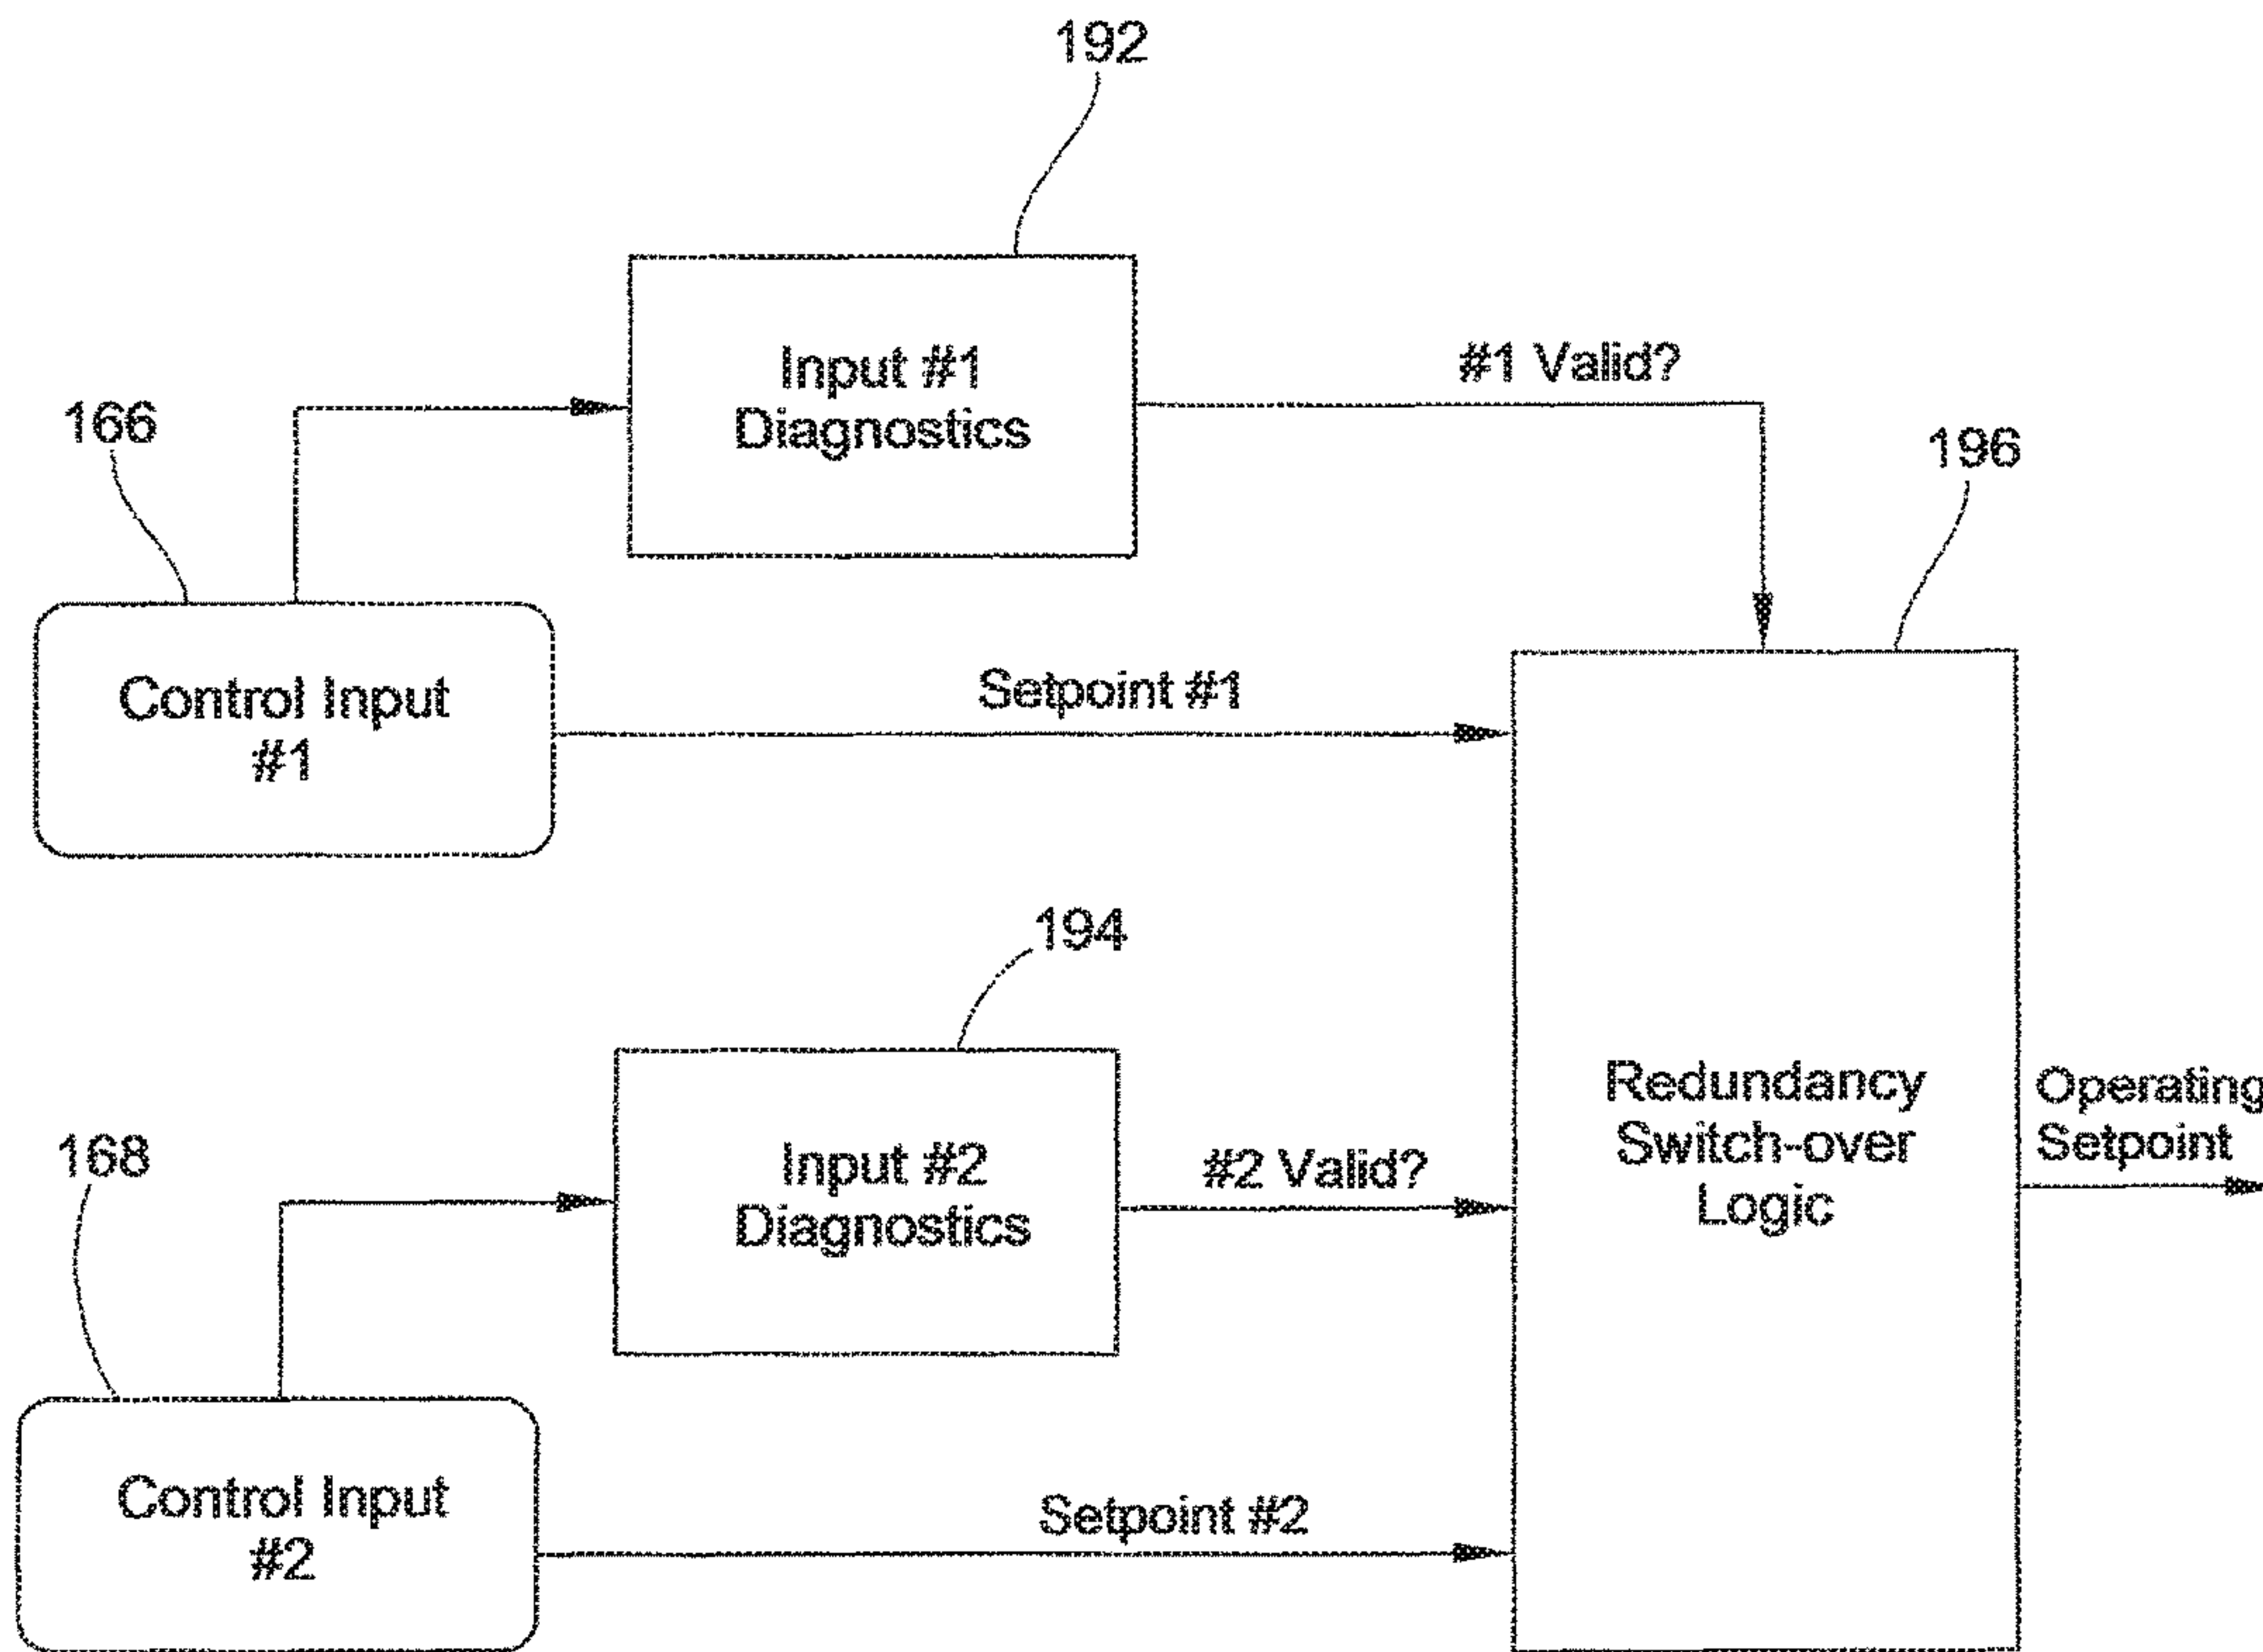 192
Input #1
Diagnostics
#1 Valid?
166
196
Control Input
#1
Setpoint #1
194
Input #2
Diagnostics
#2 Valid?
Redundancy
Switch-over
Logic
Operating
Setpoint
168
Control Input
#2
Setpoint #2